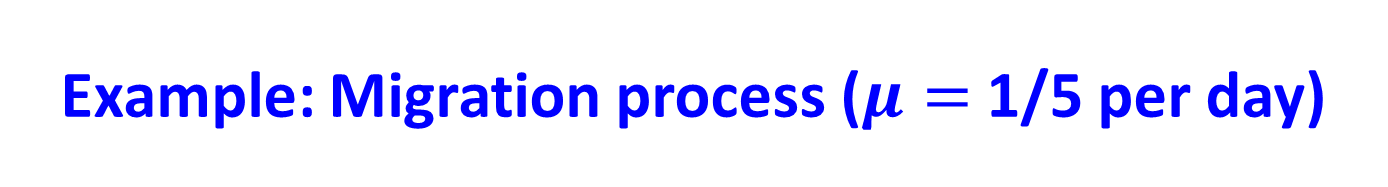 Example: Migration process (μ = 1/5 per day)